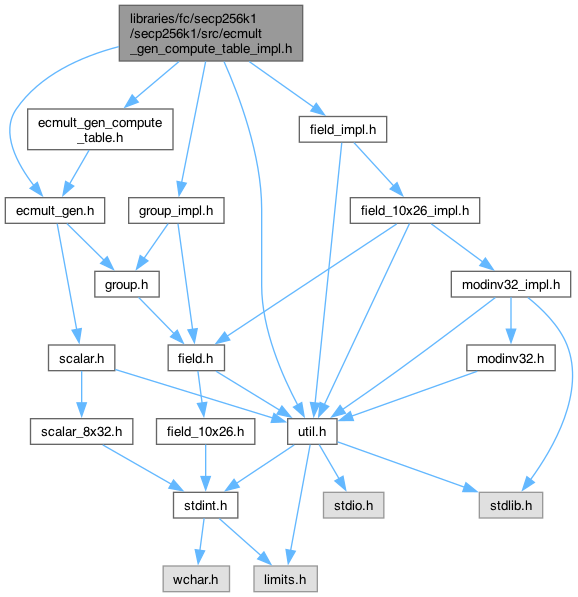 libraries/fc/secp256k1
/secp256k1/src/ecmult
_gen_compute_table_impl.h
ecmult_gen_compute
_table.h
field_impl.h
ecmult_gen.h
group_impl.h
field_10x26_impl.h
group.h
modinv32_impl.h
scalar.h
field.h
modinv32.h
scalar_8x32.h
field_10x26.h
util.h
stdint.h
stdio.h
stdlib.h
wchar.h
limits.h